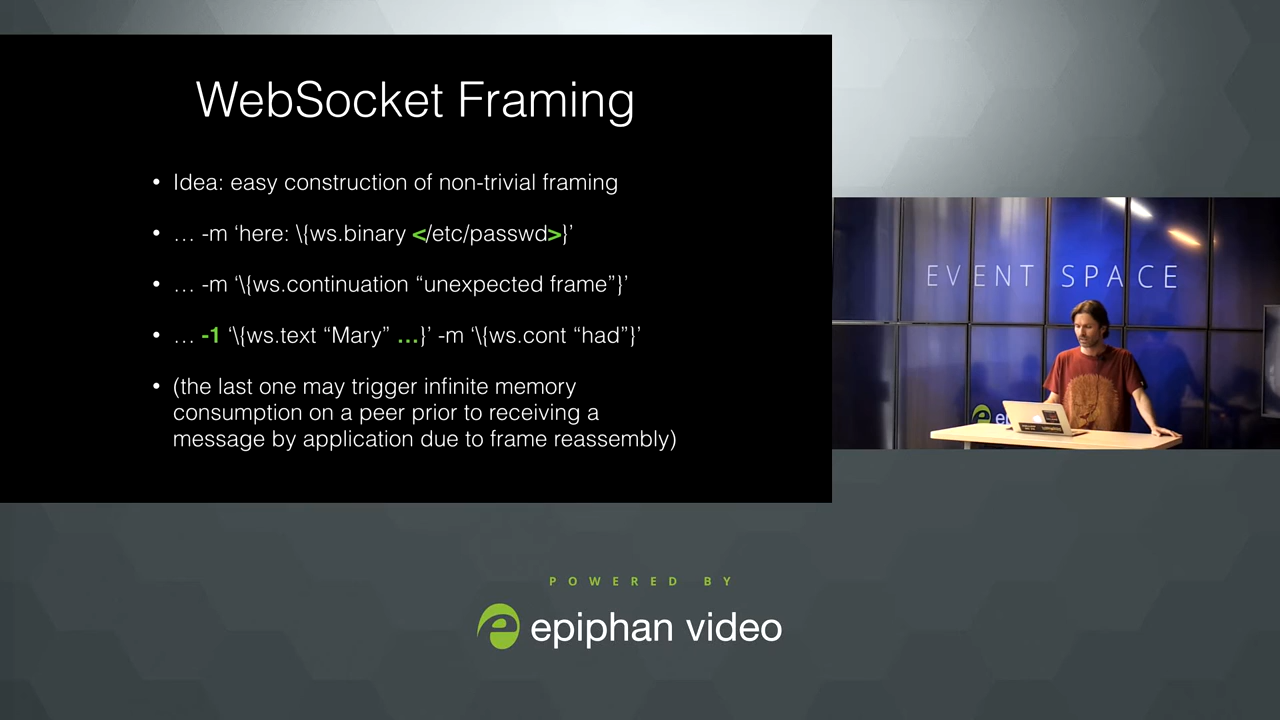 WebSocket Framing
• Idea: easy construction of non-trivial framing
• … -m ‘here: \{ws.binary </etc/passwd>}’
• … -m ‘\{ws.continuation “unexpected frame”}’
• … -1 ‘\{ws.text “Mary” …}’ -m ‘\{ws.cont “had”}’
• (the last one may trigger infinite memory
consumption on a peer prior to receiving a
message by application due to frame reassembly)
EVENT SPACE
POWERED BY
epiphan video